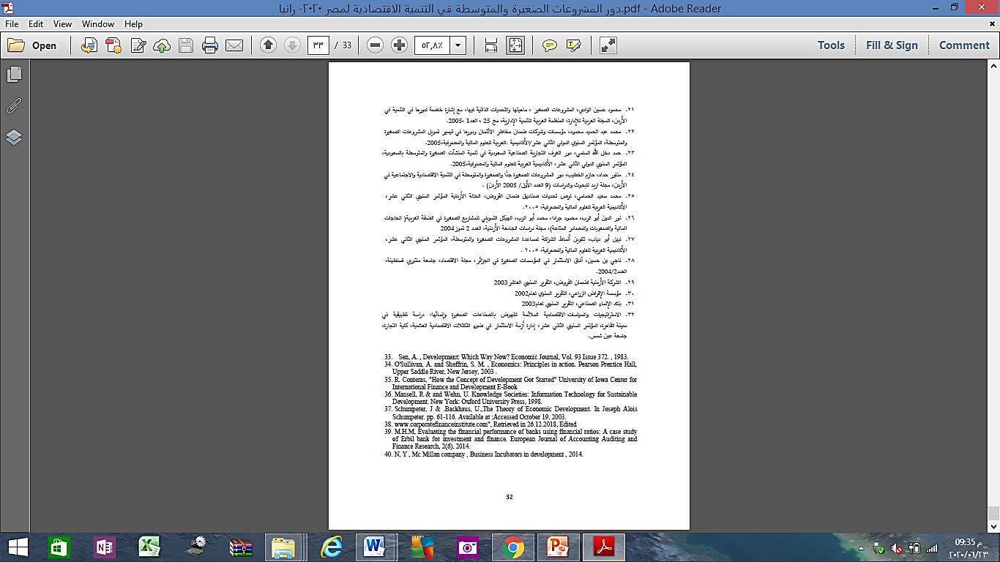 دور المشروعات الصغيرة والمتوسطة في التنمية الاقتصادية لمصر ٢٠٢٠- رانيا.pdf - Adobe Reader
File Edit View Window Help
Open ٣٣ / 33 ٥٢,٨٪ Tools Fill & Sign Comment
٢١. محمود حسين الوادي، المشروعات الصغير ، ماهيتها والتحديات الذاتية فيها، مع إشارة خاصة لدورها في التنمية في
الأردن، المجلة العربية للإدارة، المنظمة العربية للتنمية الإدارية، مج 25 ، العدد1 ،2005.
٢٢. محمد عبد الحميد محمود، مؤسسات وشركات ضمان مخاطر الائتمان ودورها في تيسير تمويل المشروعات الصغيرة
والمتوسطة، المؤتمر السنوي الدولي الثاني عشر/الأكاديمية .العربية للعلوم المالية والمصرفية،2005.
٢٣. حمد دخل الله السلمي، دور الغرف التجارية الصناعية السعودية في تنمية المنشآت الصغيرة والمتوسطة بالسعودية،
المؤتمر السنوي الدولي الثاني عشر، الأكاديمية العربية للعلوم المالية والمصرفية،2005.
٢٤. مناور حداد، حازم الخطيب، دور المشروعات الصغيرة جدًا والصغيرة والمتوسطة في التنمية الاقتصادية والاجتماعية في
الأردن، مجلة اربد للبحوث والدراسات (9 العدد الأول/ 2005 الأردن) .
٢٥. محمد سعيد الحمامي، فرص تحديات صناديق ضمان القروض، الحالة الأردنية المؤتمر السنوي الثاني عشر،
الأكاديمية العربية للعلوم المالية والمصرفية، ٢٠٠٥.
٢٦. نور الدين أبو الرب، محمود جرادا، محمد أبو الرب، الهيكل التمويلي للمشاريع الصغيرة في الضفة الغربية( الحاجات
المالية والصعوبات والمصادر المتاحة)، مجلة دراسات الجامعة الأردنية، العدد 2 تموز2004
٢٧. نبيل أبو دياب، تكوين أنماط الشراكة لمساعدة المشروعات الصغيرة والمتوسطة، المؤتمر السنوي الثاني عشر،
الأكاديمية العربية للعلوم المالية والمصرفية، ٢٠٠٥ .
٢٨. ناجي بن حسين، آفاق الاستثمار في المؤسسات الصغيرة في الجزائر، مجلة الاقتصاد، جامعة منتوري قسنطينة،
العدد2004/2.
٢٩. الشركة الأردنية لضمان القروض، التقرير السنوي العاشر2003
٣٠. مؤسسة الإقراض الزراعي، التقرير السنوي لعام2002
٣١. بنك الإنماء الصناعي، التقرير السنوي لعام2003
٣٢. الاستراتيجيات والسياسات الاقتصادية الملائمة للنهوض بالصناعات الصغيرة وإنمائها: دراسة تطبيقية في
مدينة القاهرة، المؤتمر السنوي الثاني عشر: إدارة أزمة الاستثمار في ضوء التكتلات الاقتصادية العالمية، كلية التجارة،
جامعة عين شمس.
33. Sen, A. , Development: Which Way Now? Economic Journal, Vol. 93 Issue 372. , 1983.
34. O'Sullivan, A. and Sheffrin, S. M. , Economics: Principles in action. Pearson Prentice Hall,
Upper Saddle River, New Jersey, 2003 .
35. R. Conteras, "How the Concept of Development Got Started" University of Iowa Center for
International Finance and Development E-Book
36. Mansell, R & and Wehn, U. Knowledge Societies: Information Technology for Sustainable
Development. New York: Oxford University Press, 1998.
37. Schumpeter, J & .Backhaus, U.,The Theory of Economic Development. In Joseph Alois
Schumpeter. pp. 61-116. Available at :Accessed October 19, 2003.
38. www.corporatefinanceinstitute.com", Retrieved in 26.12.2018, Edited
39. M.H.M, Evaluating the financial performance of banks using financial ratios: A case study
of Erbil bank for investment and finance. European Journal of Accounting Auditing and
Finance Research, 2(6), 2014.
40. N, Y , Mc Millan company , Business Incubators in development , 2014.
32
09:35 م
٢٠٢٠/٠٦/٢٣